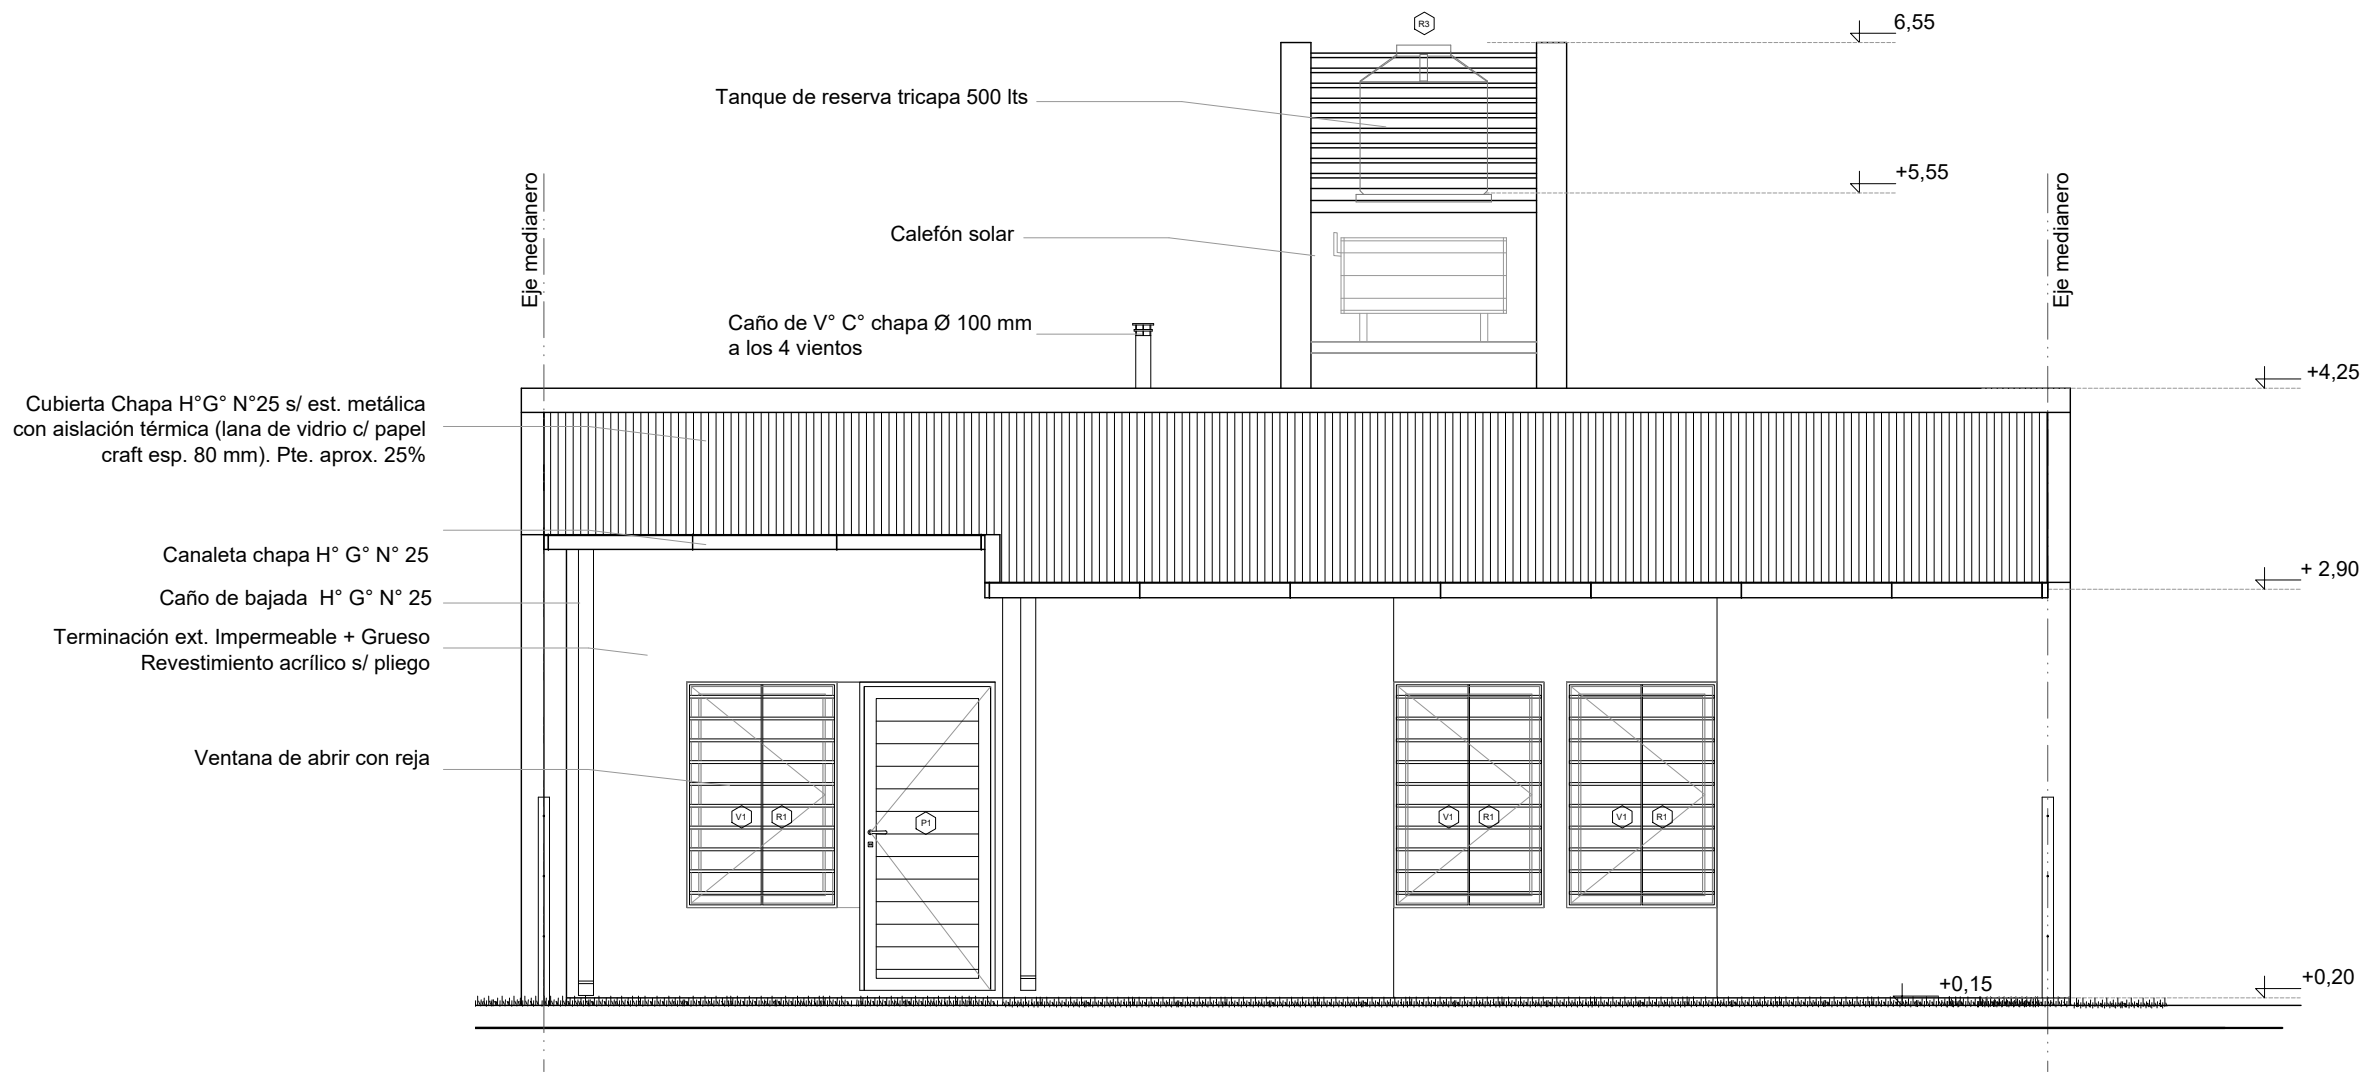 R3
6,55
Tanque de reserva tricapa 500 lts
+5,55
Eje medianero
Eje medianero
Calefón solar
Caño de V° C° chapa Ø 100 mm
a los 4 vientos
+4,25
Cubierta Chapa H°G° N°25 s/ est. metálica
con aislación térmica (lana de vidrio c/ papel
craft esp. 80 mm). Pte. aprox. 25%
Canaleta chapa H° G° N° 25
+ 2,90
Caño de bajada  H° G° N° 25
Terminación ext. Impermeable + Grueso
Revestimiento acrílico s/ pliego
Ventana de abrir con reja
V1
R1
P1
V1
R1
V1
R1
+0,15
+0,20